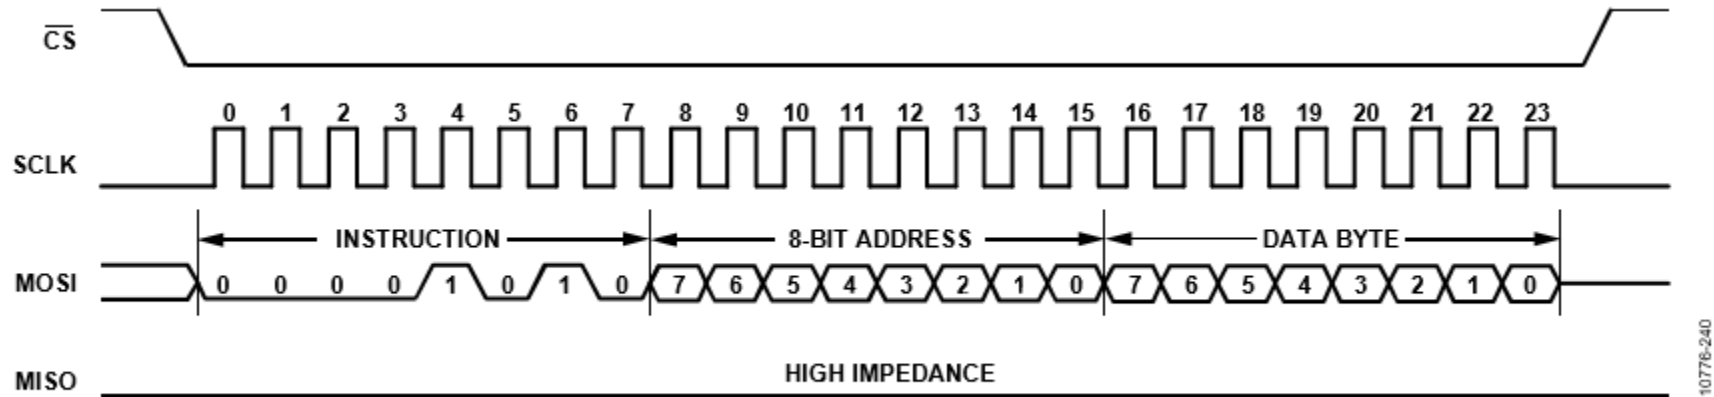 CS
0 1 2 3 4 5 6 7 8 9 10 11 12 13 14 15 16 17 18 19 20 21 22 23
SCLK
INSTRUCTION 8-BIT ADDRESS DATA BYTE
MOSI 0 0 0 0 1 0 1 0 7 6 5 4 3 2 1 0 7 6 5 4 3 2 1 0
HIGH IMPEDANCE
MISO
10776-240